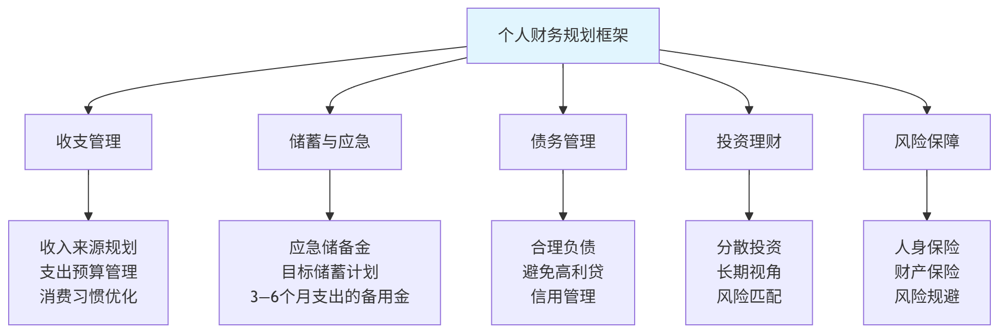 个人财务规划框架
收支管理
储蓄与应急
债务管理
投资理财
风险保障
收入来源规划
支出预算管理
消费习惯优化
应急储备金
目标储蓄计划
3–6个月支出的备用金
合理负债
避免高利贷
信用管理
分散投资
长期视角
风险匹配
人身保险
财产保险
风险规避